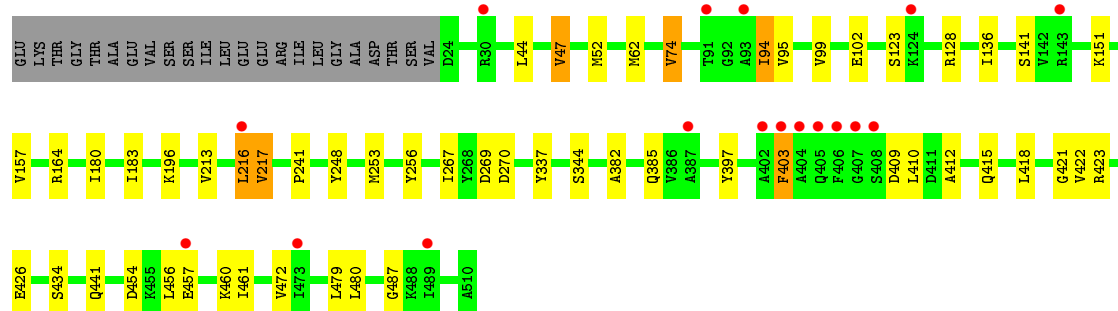 GLU LYS THR GLY THR ALA GLU VAL SER SER ILE LEU GLU GLU ARG ILE LEU GLY ALA ASP THR SER VAL D24 R30 L44 V47 M52 M62 V74 T91 G92 A93 I94 V95 V99 E102 S123 K124 R128 I136 S141 V142 R143 K151
V157 R164 I180 I183 K196 V213 L216 V217 P241 Y248 M253 Y256 I267 Y268 D269 D270 Y337 S344 A382 Q385 V386 A387 Y397 A402 F403 A404 Q405 F406 G407 S408 D409 L410 D411 A412 Q415 L418 G421 V422 R423
E426 S434 Q441 D454 K455 L456 E457 K460 I461 V472 I473 L479 L480 G487 K488 I489 A510